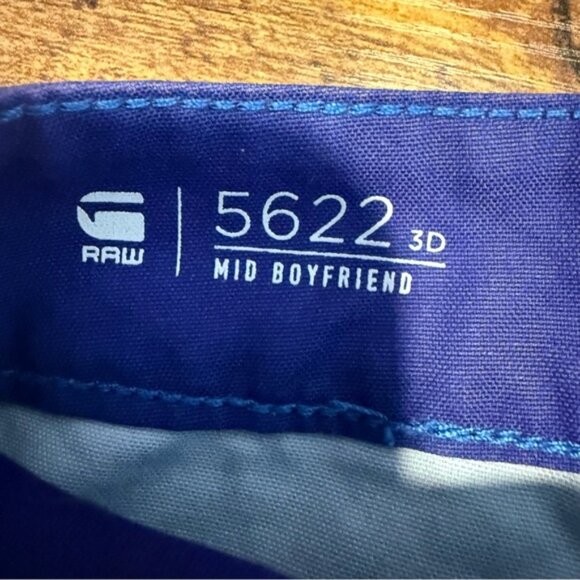 G
RAW
5622 3D
MID BOYFRIEND